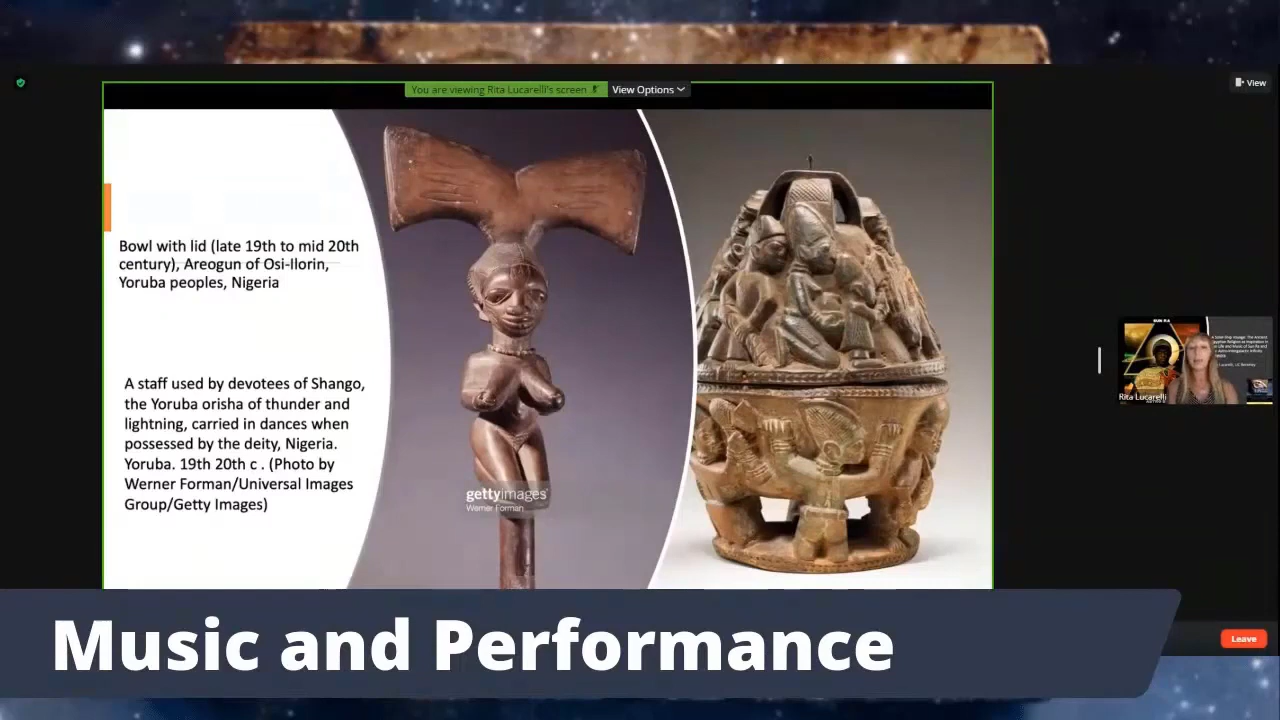 You are viewing Rita Lucarelli's screen
View Options
View
Bowl with lid (late 19th to mid 20th
century), Areogun of Osi-Ilorin,
Yoruba peoples, Nigeria
A staff used by devotees of Shango,
the Yoruba orisha of thunder and
lightning, carried in dances when
possessed by the deity, Nigeria.
Yoruba. 19th 20th c . (Photo by
Werner Forman/Universal Images
Group/Getty Images)
gettyimages
Werner Forman
SUN RA
Rita Lucarelli
Leave
Music and Performance